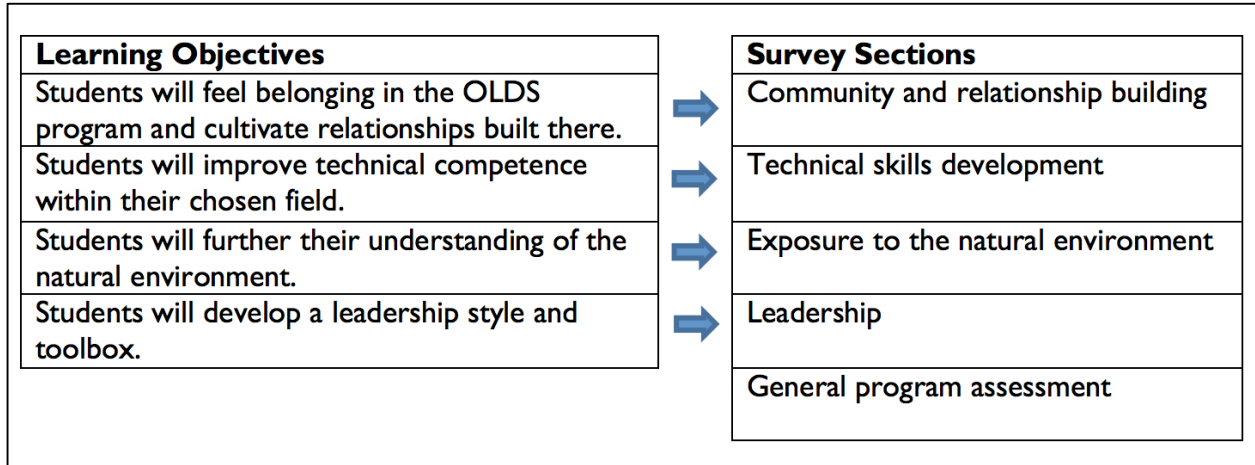 Learning Objectives
Students will feel belonging in the OLDS
program and cultivate relationships built there.
Students will improve technical competence
within their chosen field.
Students will further their understanding of the
natural environment.
Students will develop a leadership style and
toolbox.
Survey Sections
Community and relationship building
Technical skills development
Exposure to the natural environment
Leadership
General program assessment